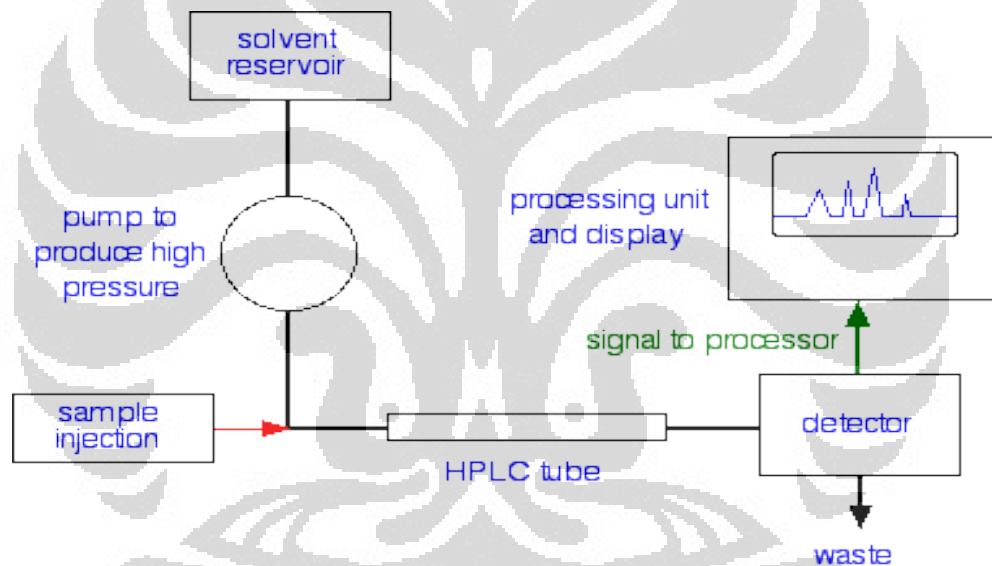 solvent
reservoir
pump to
produce high
pressure
processing unit
and display
signal to processor
sample
injection
detector
HPLC tube
waste